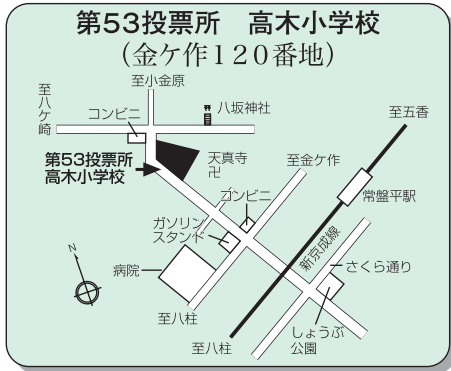 第53投票所　高木小学校
（金ケ作１２０番地）
至小金原
至八ケ崎
コンビニ
八坂神社
至五香
第53投票所
高木小学校
天真寺
卍
至金ケ作
コンビニ
常盤平駅
ガソリン
スタンド
新京成線
さくら通り
N
病院
至八柱
しょうぶ
公園
至八柱